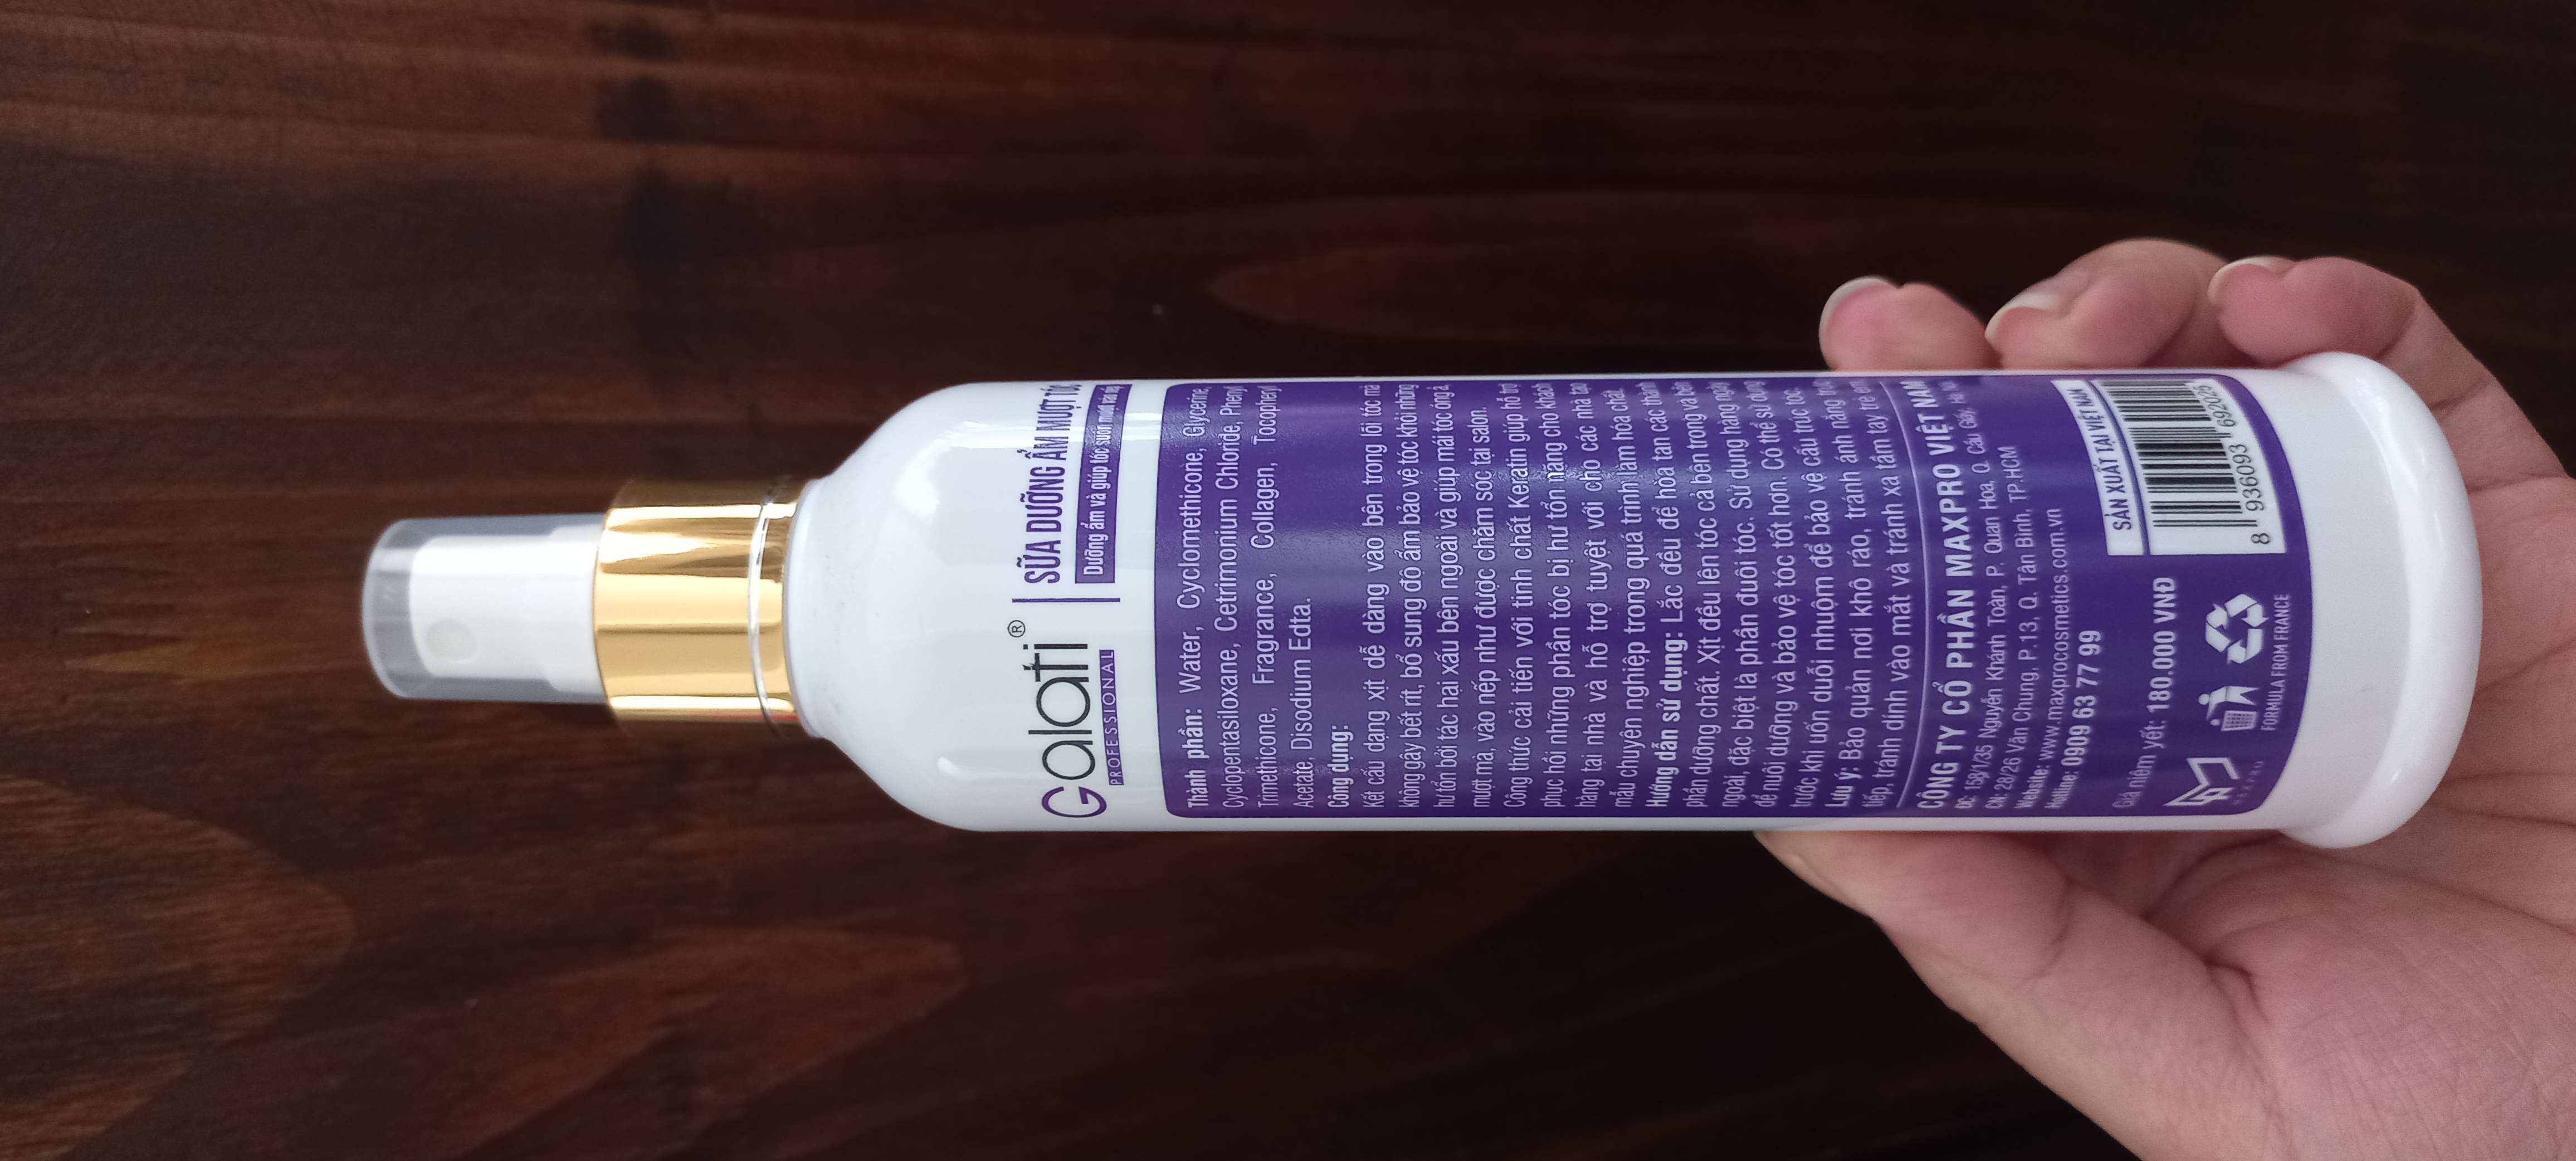 Galati®
PROFESSIONAL
SỮA DƯỠNG ẨM MƯỢT TÓC
Dưỡng ẩm và giúp tóc suôn mượt
Thành phần: Water, Cyclomethicone, Glycerine,
Cyclopentasiloxane, Cetrimonium Chloride, Phenyl
Trimethicone, Fragrance, Collagen, Tocopheryl
Acetate, Disodium Edta.
Công dụng:
Kết cấu dạng xịt dễ dàng vào bên trong lõi tóc mà
không gây bết rít, bổ sung độ ẩm bảo vệ tóc khỏi những
hư tổn bởi tác hại xấu bên ngoài và giúp mái tóc óng ả,
mượt mà, vào nếp như được chăm sóc tại salon.
Công thức cải tiến với tinh chất Keratin giúp hỗ trợ
phục hồi những phần tóc bị hư tổn nặng cho khách
hàng tại nhà và hỗ trợ tuyệt vời cho các nhà tạo
mẫu chuyên nghiệp trong quá trình làm hóa chất.
Hướng dẫn sử dụng: Lắc đều để hòa tan các thành
phần dưỡng chất. Xịt đều lên tóc cả bên trong và bên
ngoài, đặc biệt là phần đuôi tóc. Sử dụng hàng ngày
để nuôi dưỡng và bảo vệ tóc tốt hơn. Có thể sử dụng
trước khi uốn duỗi nhuộm để bảo vệ cấu trúc tóc.
Lưu ý: Bảo quản nơi khô ráo, tránh ánh nắng trực
tiếp, tránh dính vào mắt và tránh xa tầm tay trẻ em.
CÔNG TY CỔ PHẦN MAXPRO VIỆT NAM
ĐC: 158/1/35 Nguyễn Khánh Toàn, P. Quan Hoa, Q. Cầu Giấy, Hà Nội.
CN: 28/26 Văn Chung, P.13, Q. Tân Bình, TP.HCM
Website: www.maxprocosmetics.com.vn
Hotline: 0909 63 77 99
SẢN XUẤT TẠI VIỆT NAM
Giá niêm yết: 180.000 VNĐ
8 936093 692025
MAXPRO
FORMULA FROM FRANCE